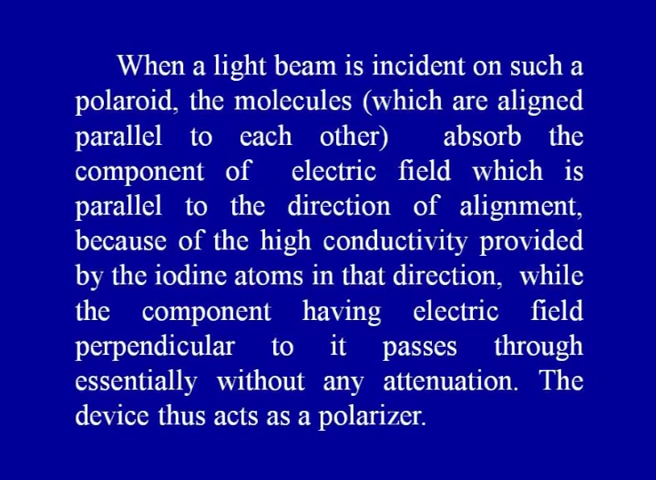 When a light beam is incident on such a
polaroid, the molecules (which are aligned
parallel to each other) absorb the
component of electric field which is
parallel to the direction of alignment,
because of the high conductivity provided
by the iodine atoms in that direction, while
the component having electric field
perpendicular to it passes through
essentially without any attenuation. The
device thus acts as a polarizer.